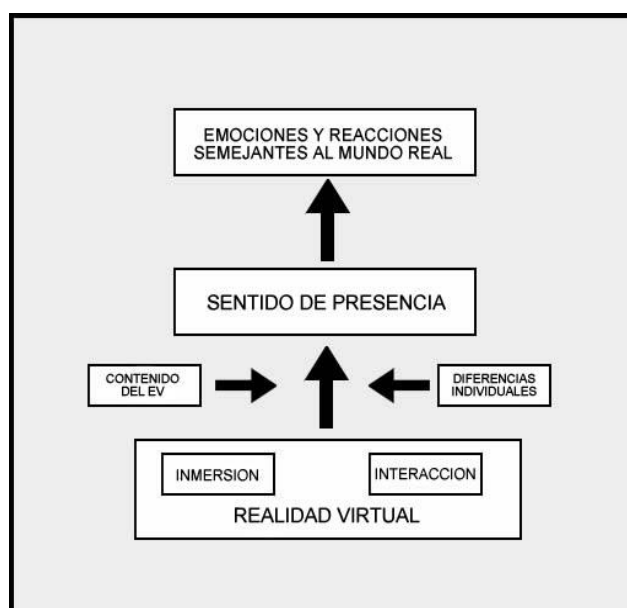 EMOCIONES Y REACCIONES
SEMEJANTES AL MUNDO REAL
SENTIDO DE PRESENCIA
CONTENIDO
DEL EV
DIFERENCIAS
INDIVIDUALES
INMERSION
INTERACCION
REALIDAD VIRTUAL